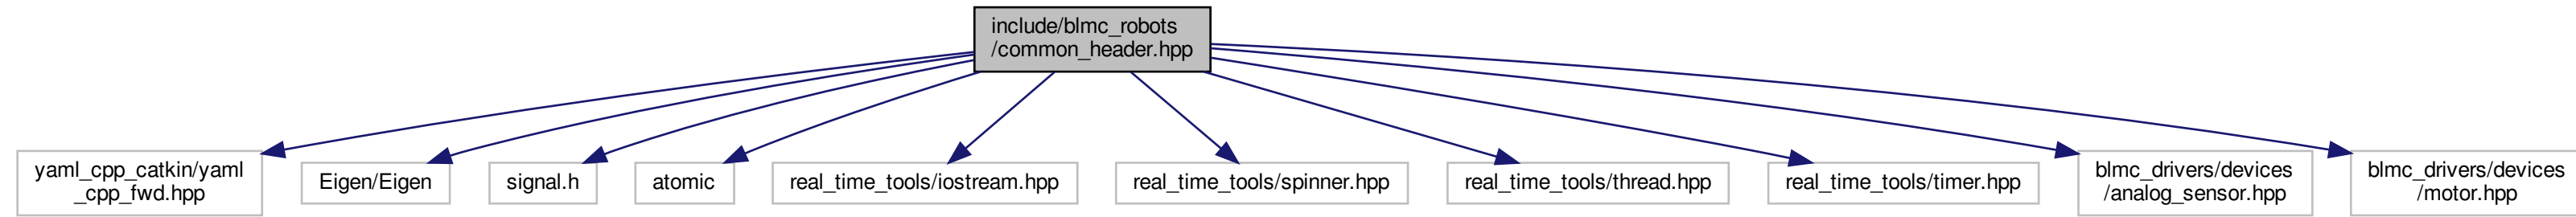 include/blmc_robots
/common_header.hpp
yaml_cpp_catkin/yaml
_cpp_fwd.hpp
Eigen/Eigen
signal.h
atomic
real_time_tools/iostream.hpp
real_time_tools/spinner.hpp
real_time_tools/thread.hpp
real_time_tools/timer.hpp
blmc_drivers/devices
/analog_sensor.hpp
blmc_drivers/devices
/motor.hpp